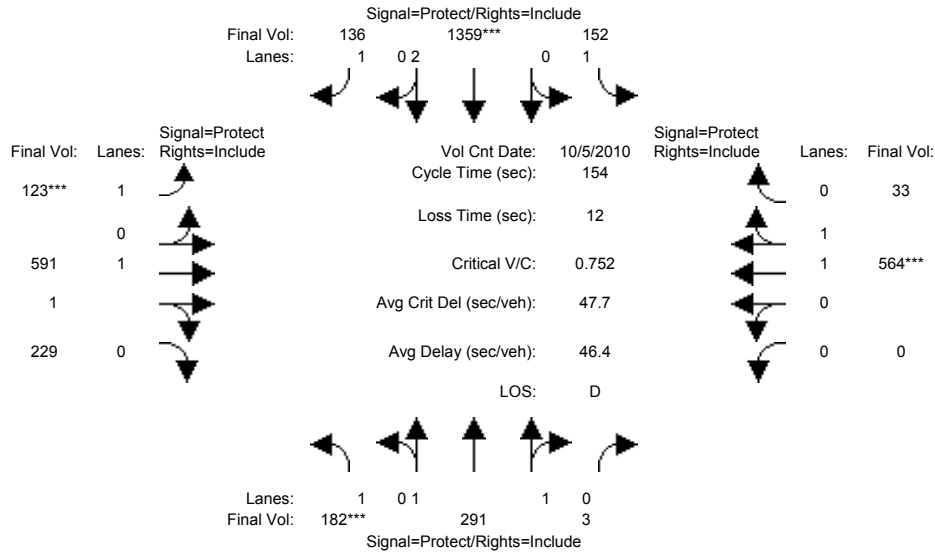 Signal=Protect/Rights=Include
Final Vol: 136 1359*** 152
Lanes: 1 0 2 0 1
Signal=Protect Signal=Protect
Final Vol: Lanes: Rights=Include Vol Cnt Date: 10/5/2010 Rights=Include Lanes: Final Vol:
Cycle Time (sec): 154
123*** 1 0 33
Loss Time (sec): 12
0 1
591 1 Critical V/C: 0.752 1 564***
1 Avg Crit Del (sec/veh): 47.7 0
229 0 Avg Delay (sec/veh): 46.4 0 0
LOS: D
Lanes: 1 0 1 1 0
Final Vol: 182*** 291 3
Signal=Protect/Rights=Include